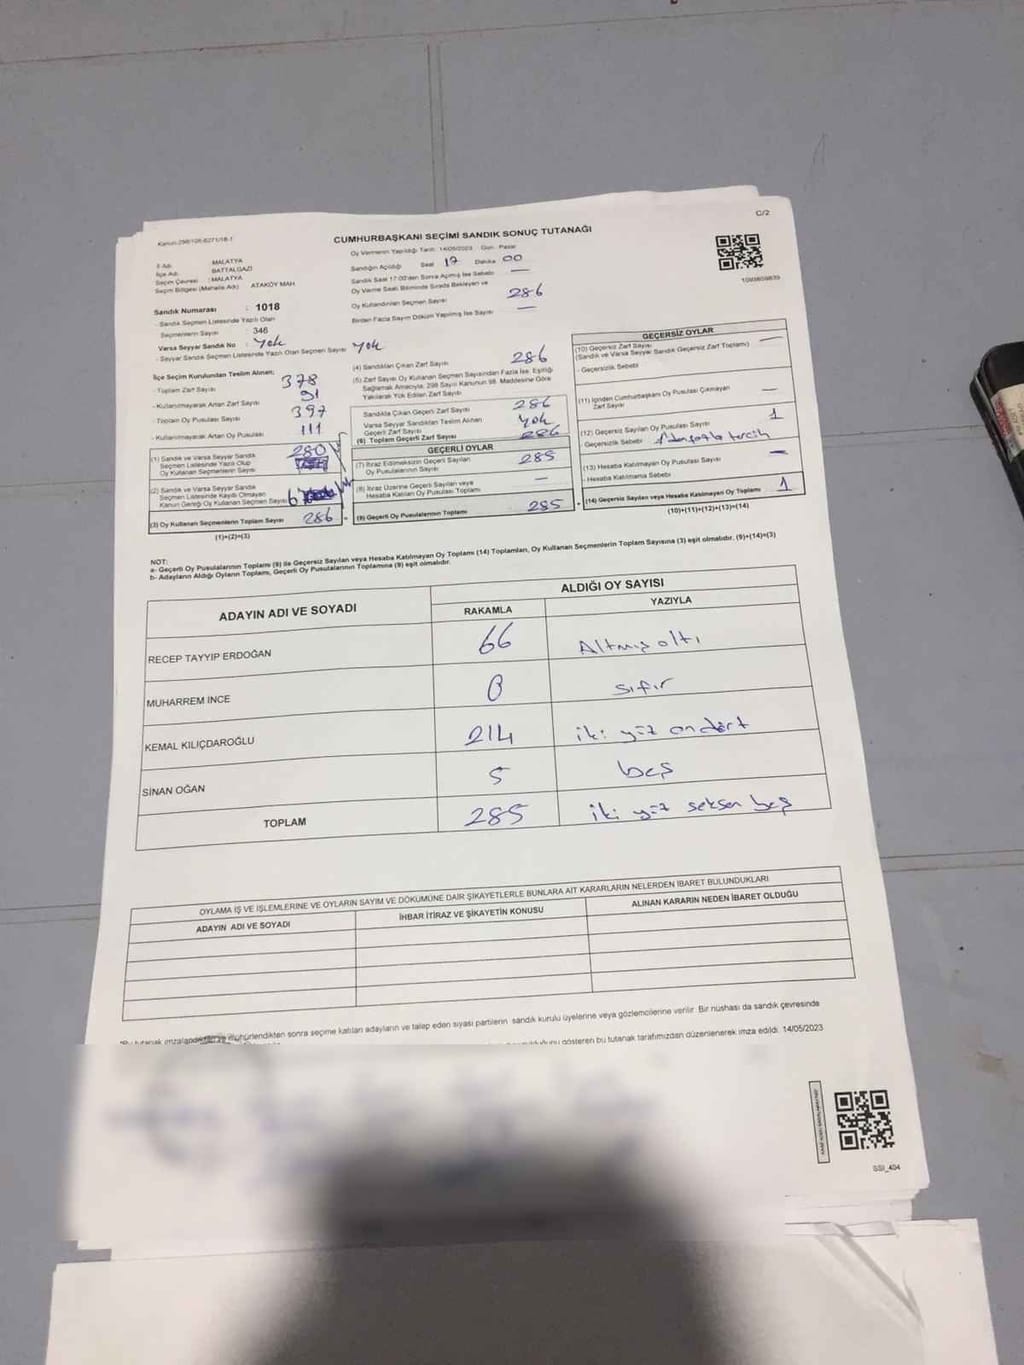 C/2
Kanun:298/105-6271/18-1
CUMHURBAŞKANI SEÇİMİ SANDIK SONUÇ TUTANAĞI
İl Adı: MALATYA
İlçe Adı: BATTALGAZİ
Seçim Çevresi : MALATYA
Seçim Bölgesi (Mahalle Adı) ATAKÖY MAH
Sandık Numarası : 1018
- Sandık Seçmen Listesinde Yazılı Olan
Seçmenlerin Sayısı : 346
Varsa Seyyar Sandık No : Yok
- Seyyar Sandık Seçmen Listesinde Yazılı Olan Seçmen Sayısı Yok
Oy Vermenin Yapıldığı Tarih: 14/05/2023 Gün: Pazar
Sandığın Açıldığı Saat 17 Dakika 00
Sandık Saat 17:00'den Sonra Açılmış İse Sebebi —
Oy Verme Saati Bitiminde Sırada Bekleyen ve
Oy Kullandırılan Seçmen Sayısı 286
Birden Fazla Sayım Döküm Yapılmış İse Sayısı —
İlçe Seçim Kurulundan Teslim Alınan;
- Toplam Zarf Sayısı 378
- Kullanılmayarak Artan Zarf Sayısı 91
- Toplam Oy Pusulası Sayısı 397
- Kullanılmayarak Artan Oy Pusulası 111
(1) Sandık ve Varsa Seyyar Sandık
Seçmen Listesinde Yazılı Olup
Oy Kullanan Seçmenlerin Sayısı 280
(2) Sandık ve Varsa Seyyar Sandık
Seçmen Listesinde Kaydı Olmayan
Kanun Gereği Oy Kullanan Seçmen Sayısı 6
(3) Oy Kullanan Seçmenlerin Toplam Sayısı 286
(1)+(2)=(3)
(4) Sandıktan Çıkan Zarf Sayısı 286
(5) Zarf Sayısı Oy Kullanan Seçmen Sayısından Fazla İse, Eşitliği
Sağlamak Amacıyla, 298 Sayılı Kanunun 98. Maddesine Göre
Yakılarak Yok Edilen Zarf Sayısı
Sandıkta Çıkan Geçerli Zarf Sayısı 286
Varsa Seyyar Sandıktan Teslim Alınan
Geçerli Zarf Sayısı Yok
(6) Toplam Geçerli Zarf Sayısı 286
GEÇERLİ OYLAR
(7) İtiraz Edilmeksizin Geçerli Sayılan
Oy Pusulalarının Sayısı 285
(8) İtiraz Üzerine Geçerli Sayılan veya
Hesaba Katılan Oy Pusulası Toplamı —
(9) Geçerli Oy Pusulalarının Toplamı 285
GEÇERSİZ OYLAR
(10) Geçersiz Zarf Sayısı
(Sandık ve Varsa Seyyar Sandık Geçersiz Zarf Toplamı) —
- Geçersizlik Sebebi
(11) İçinden Cumhurbaşkanı Oy Pusulası Çıkmayan
Zarf Sayısı —
(12) Geçersiz Sayılan Oy Pusulası Sayısı 1
- Geçersizlik Sebebi tercih
(13) Hesaba Katılmayan Oy Pusulası Sayısı —
- Hesaba Katılmama Sebebi
(14) Geçersiz Sayılan veya Hesaba Katılmayan Oy Toplamı 1
(10)+(11)+(12)+(13)=(14)
NOT:
a- Geçerli Oy Pusulalarının Toplamı (9) ile Geçersiz Sayılan veya Hesaba Katılmayan Oy Toplamı (14) Toplamları, Oy Kullanan Seçmenlerin Toplam Sayısına (3) eşit olmalıdır. (9)+(14)=(3)
b- Adayların Aldığı Oyların Toplamı, Geçerli Oy Pusulalarının Toplamına (9) eşit olmalıdır.
ADAYIN ADI VE SOYADI ALDIĞI OY SAYISI
RAKAMLA YAZIYLA
RECEP TAYYIP ERDOĞAN 66 Altmış altı
MUHARREM İNCE 0 sıfır
KEMAL KILIÇDAROĞLU 214 iki yüz ondört
SİNAN OĞAN 5 beş
TOPLAM 285 iki yüz seksen beş
OYLAMA İŞ VE İŞLEMLERİNE VE OYLARIN SAYIM VE DÖKÜMÜNE DAİR ŞİKAYETLERLE BUNLARA AİT KARARLARIN NELERDEN İBARET BULUNDUKLARI
ADAYIN ADI VE SOYADI İHBAR İTİRAZ VE ŞİKAYETİN KONUSU ALINAN KARARIN NEDEN İBARET OLDUĞU
mühürlendikten sonra seçime katılan adayların ve talep eden siyasi partilerin sandık kurulu üyelerine veya gözlemcilerine verilir. Bir nüshası da sandık çevresinde
gösteren bu tutanak tarafımızdan düzenlenerek imza edildi. 14/05/2023
SSI_404